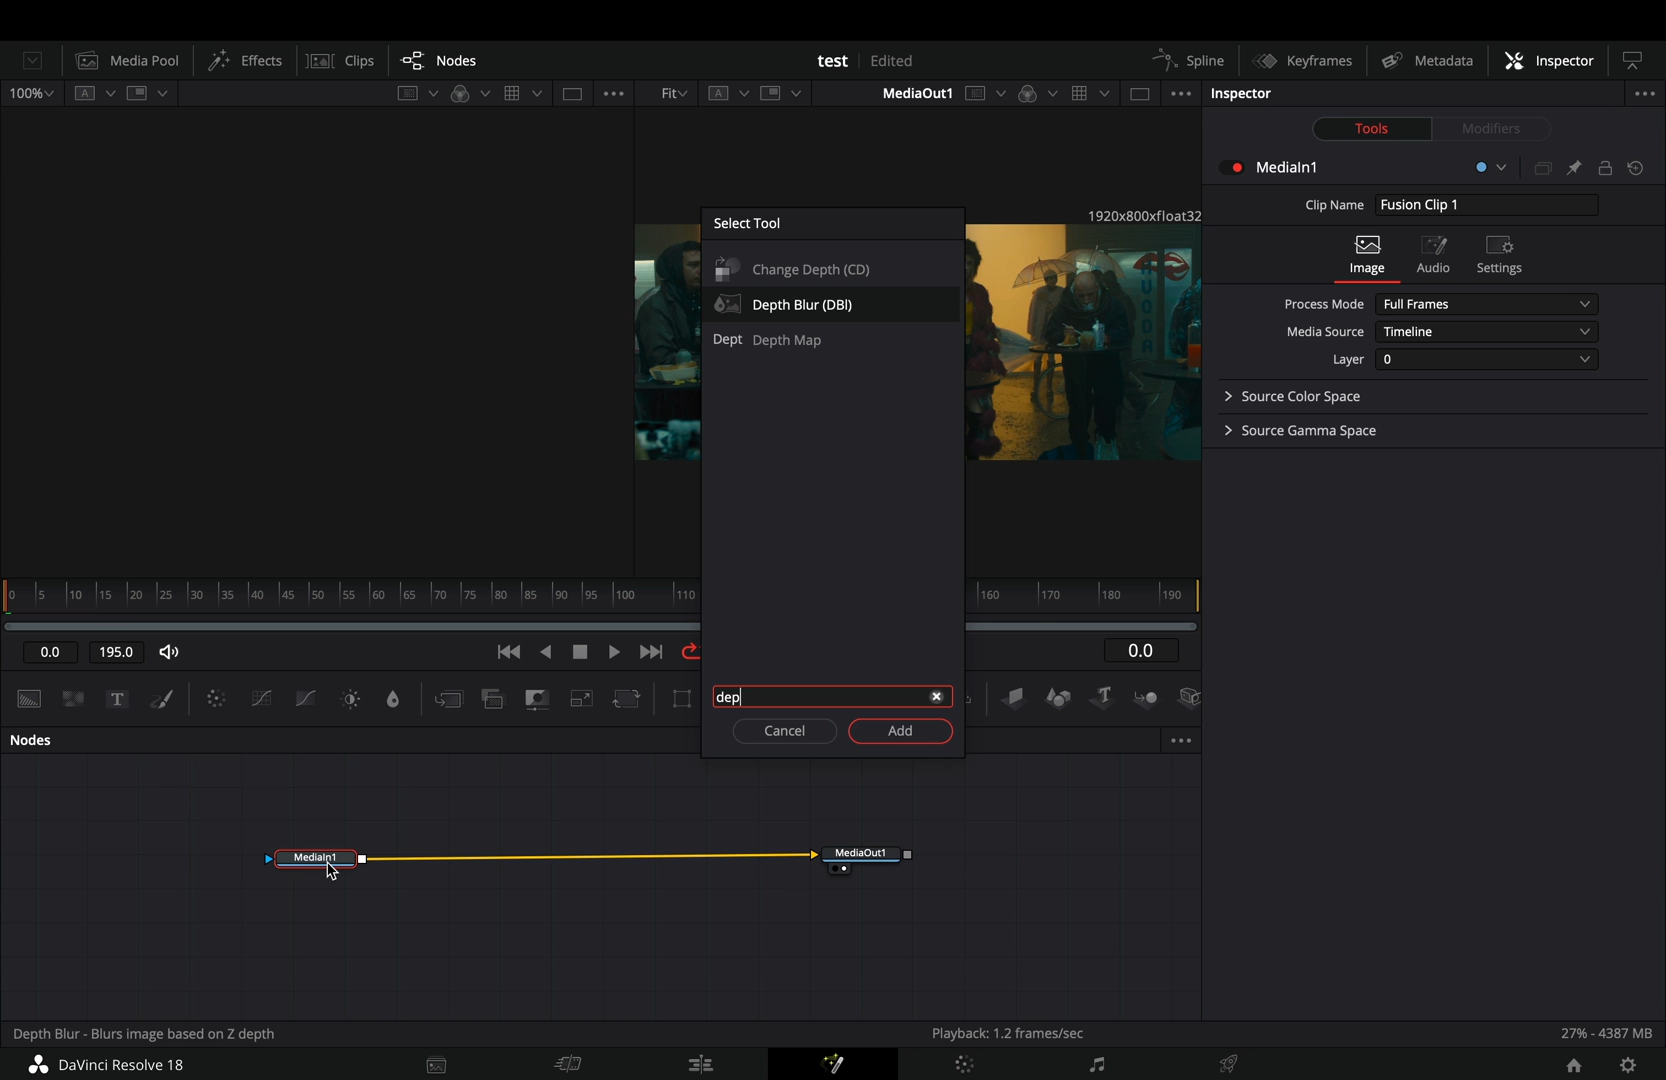 Media Pool Effects Clips Nodes test Edited Spline Keyframes Metadata Inspector
100% A Fit A MediaOut1 Inspector
Tools Modifiers
MediaIn1
Clip Name Fusion Clip 1
1920x800xfloat32
Select Tool
Change Depth (CD)
Depth Blur (DBl)
Dept Depth Map
Image Audio Settings
Process Mode Full Frames
Media Source Timeline
Layer 0
Source Color Space
Source Gamma Space
0 5 10 15 20 25 30 35 40 45 50 55 60 65 70 75 80 85 90 95 100 110 160 170 180 190
0.0 195.0 0.0
T T
dep
Cancel Add
Nodes
MediaIn1 MediaOut1
Depth Blur - Blurs image based on Z depth Playback: 1.2 frames/sec 27% - 4387 MB
DaVinci Resolve 18